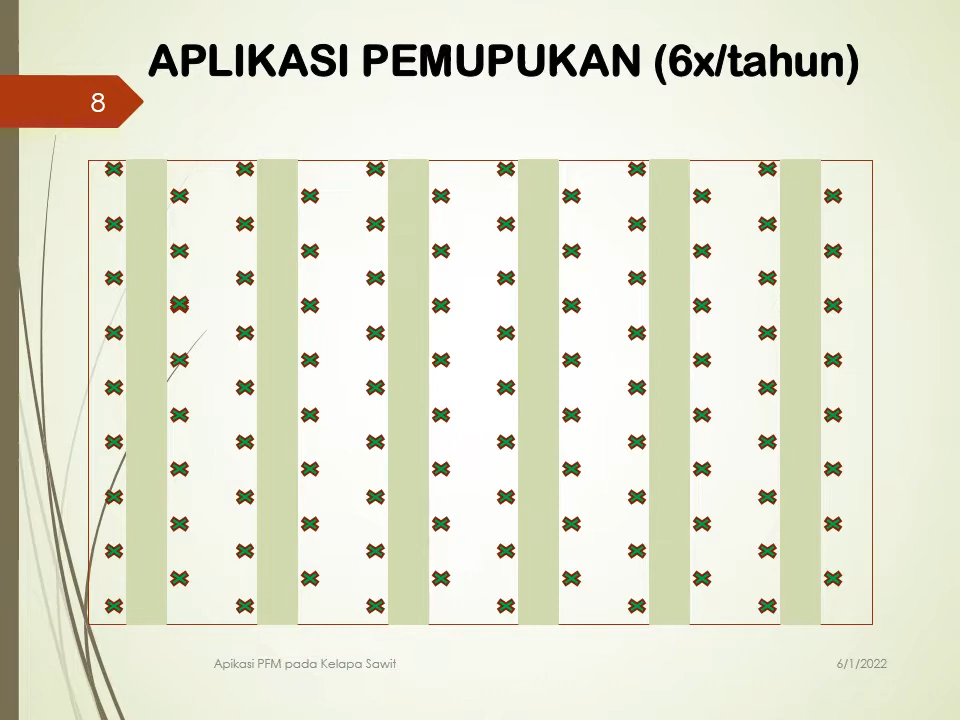 APLIKASI PEMUPUKAN (6x/tahun)
8
Apikasi PFM pada Kelapa Sawit
6/1/2022